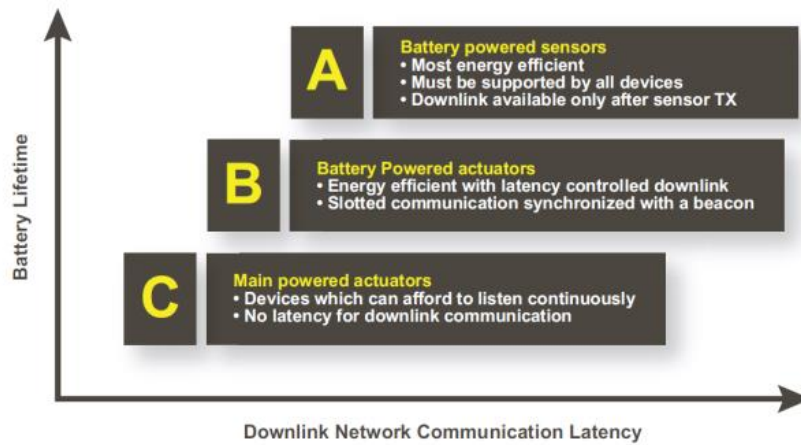 Battery Lifetime
A
Battery powered sensors
• Most energy efficient
• Must be supported by all devices
• Downlink available only after sensor TX
B
Battery Powered actuators
• Energy efficient with latency controlled downlink
• Slotted communication synchronized with a beacon
C
Main powered actuators
• Devices which can afford to listen continuously
• No latency for downlink communication
Downlink Network Communication Latency